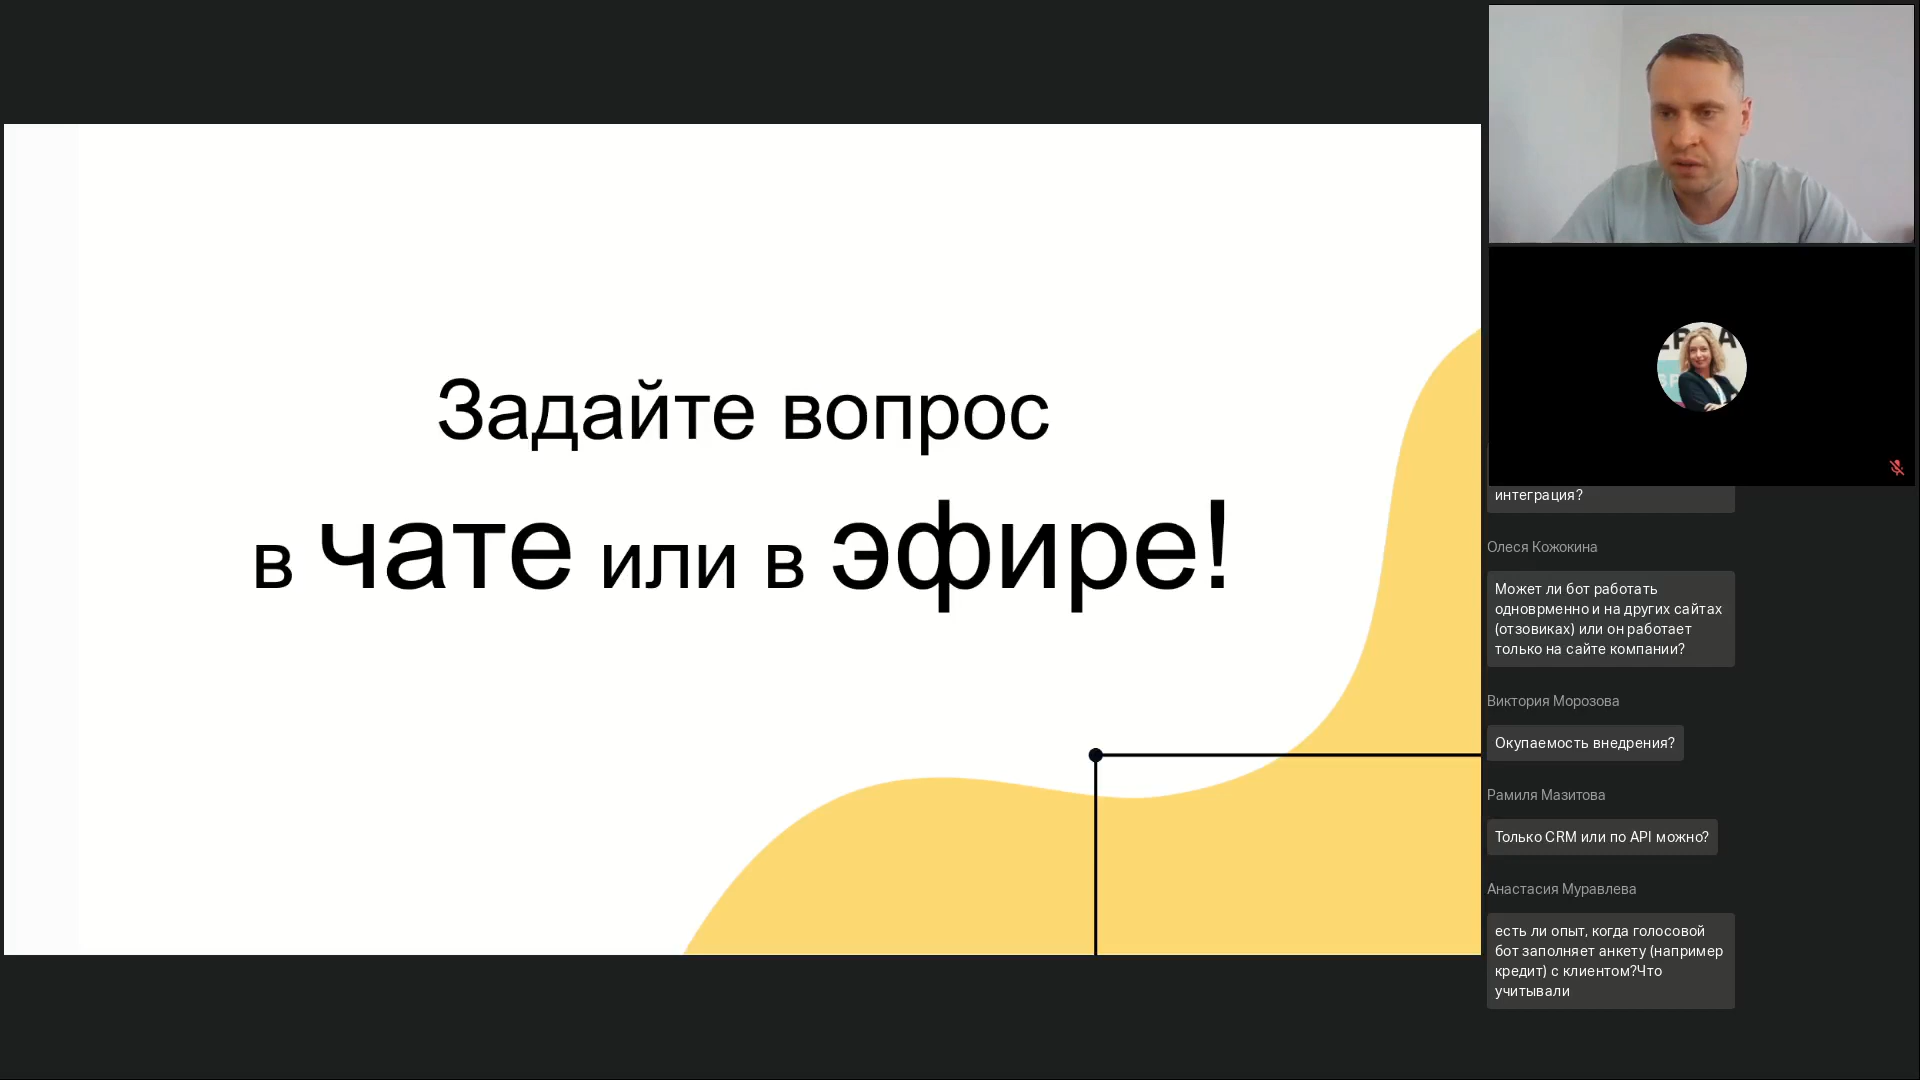 Задайте вопрос
в чате или в эфире!
интеграция?
Олеся Кожокина
Может ли бот работать
одноврменно и на других сайтах
(отзовиках) или он работает
только на сайте компании?
Виктория Морозова
Окупаемость внедрения?
Рамиля Мазитова
Только CRM или по API можно?
Анастасия Муравлева
есть ли опыт, когда голосовой
бот заполняет анкету (например
кредит) с клиентом?Что
учитывали